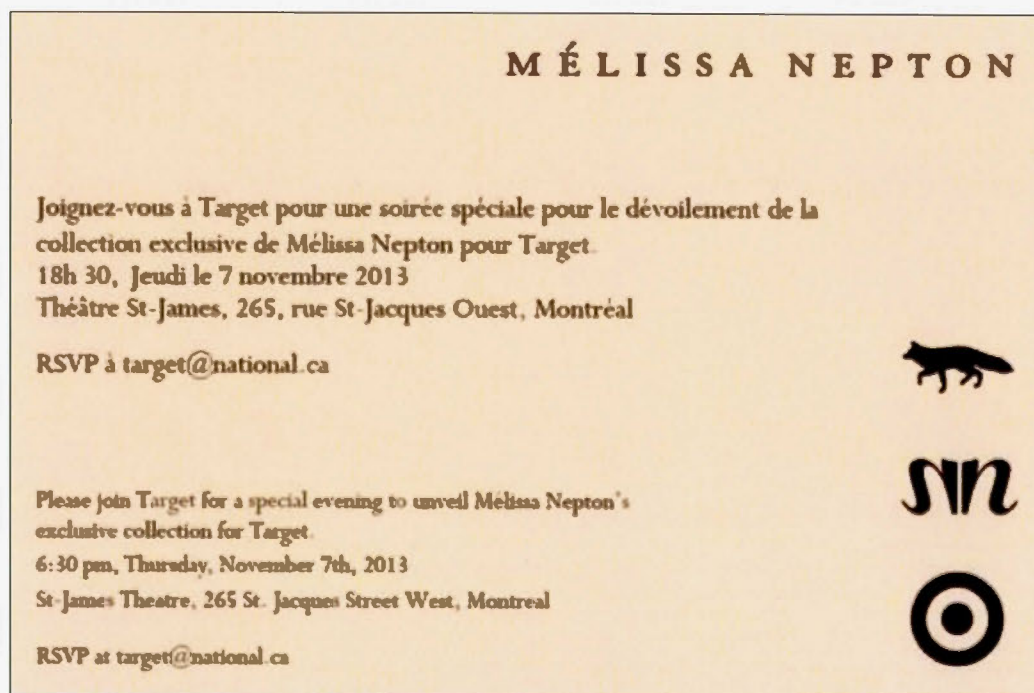 MÉLISSA NEPTON
Joignez-vous à Target pour une soirée spéciale pour le dévoilement de la
collection exclusive de Mélissa Nepton pour Target.
18h 30, Jeudi le 7 novembre 2013
Théâtre St-James, 265, rue St-Jacques Ouest, Montréal
RSVP à target@national.ca
Please join Target for a special evening to unveil Mélissa Nepton's
exclusive collection for Target.
6:30 pm, Thursday, November 7th, 2013
St-James Theatre, 265 St. Jacques Street West, Montreal
RSVP at target@national.ca